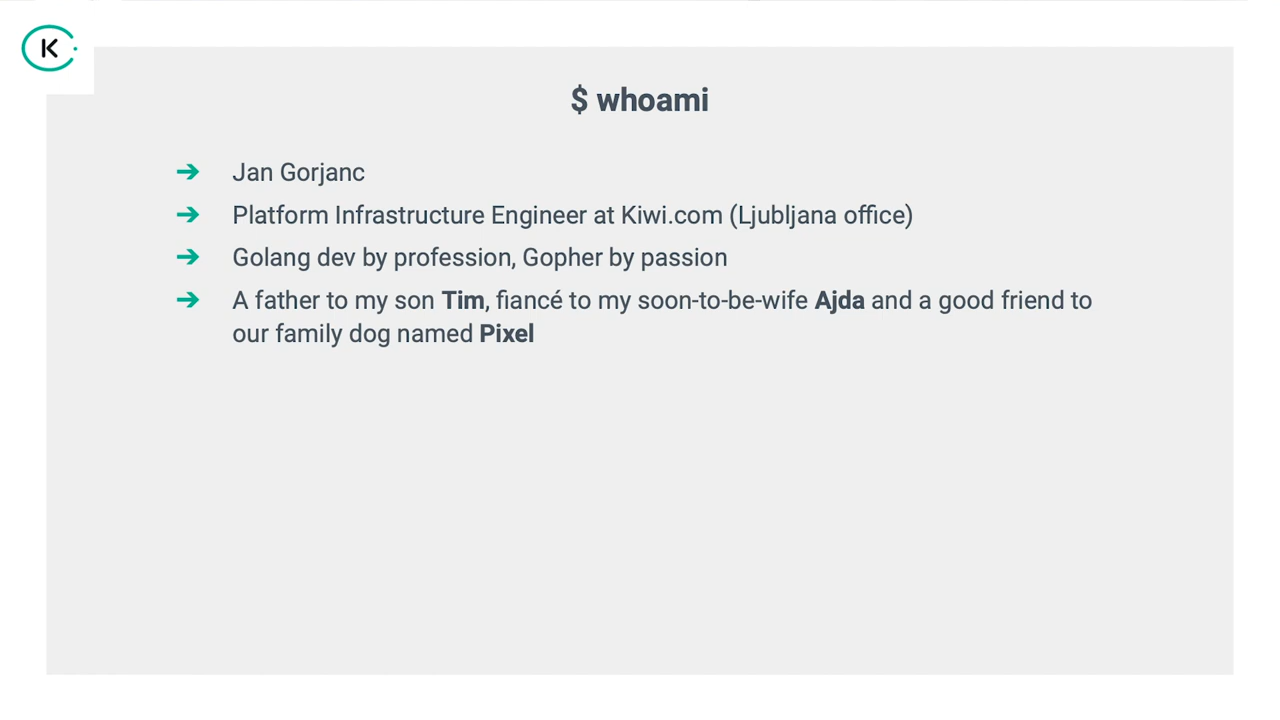 K
$ whoami
➔ Jan Gorjanc
➔ Platform Infrastructure Engineer at Kiwi.com (Ljubljana office)
➔ Golang dev by profession, Gopher by passion
➔ A father to my son Tim, fiancé to my soon-to-be-wife Ajda and a good friend to
our family dog named Pixel